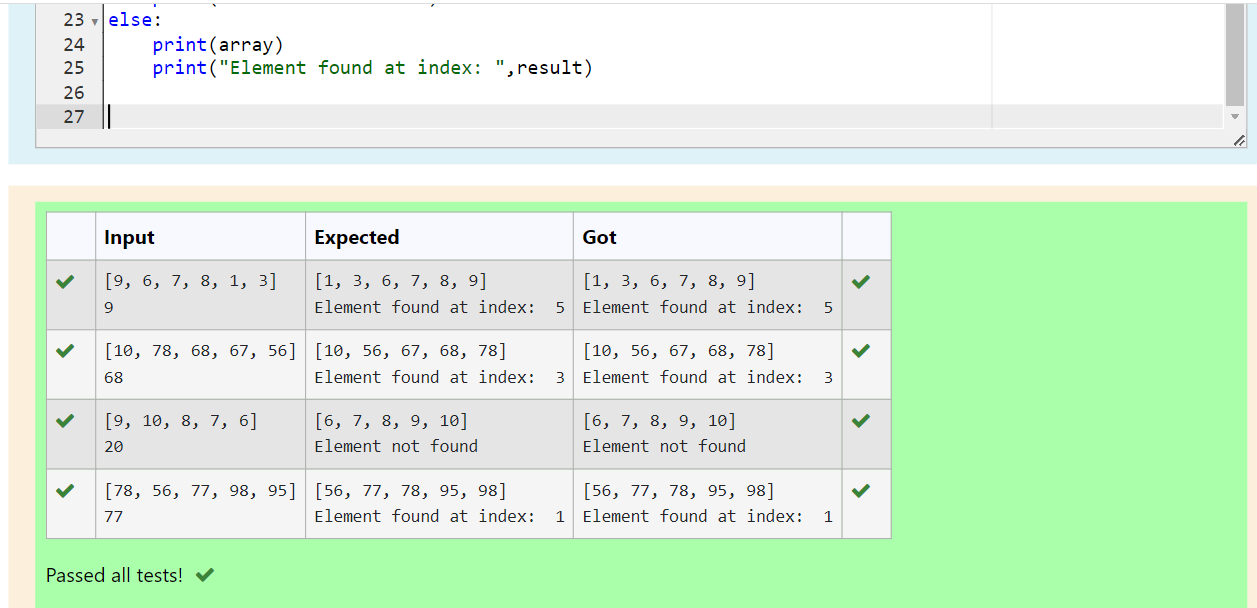 23 else:
24     print(array)
25     print("Element found at index: ",result)
26
27
Input Expected Got
[9, 6, 7, 8, 1, 3] [1, 3, 6, 7, 8, 9] [1, 3, 6, 7, 8, 9]
9 Element found at index:  5 Element found at index:  5
[10, 78, 68, 67, 56] [10, 56, 67, 68, 78] [10, 56, 67, 68, 78]
68 Element found at index:  3 Element found at index:  3
[9, 10, 8, 7, 6] [6, 7, 8, 9, 10] [6, 7, 8, 9, 10]
20 Element not found Element not found
[78, 56, 77, 98, 95] [56, 77, 78, 95, 98] [56, 77, 78, 95, 98]
77 Element found at index:  1 Element found at index:  1
Passed all tests!